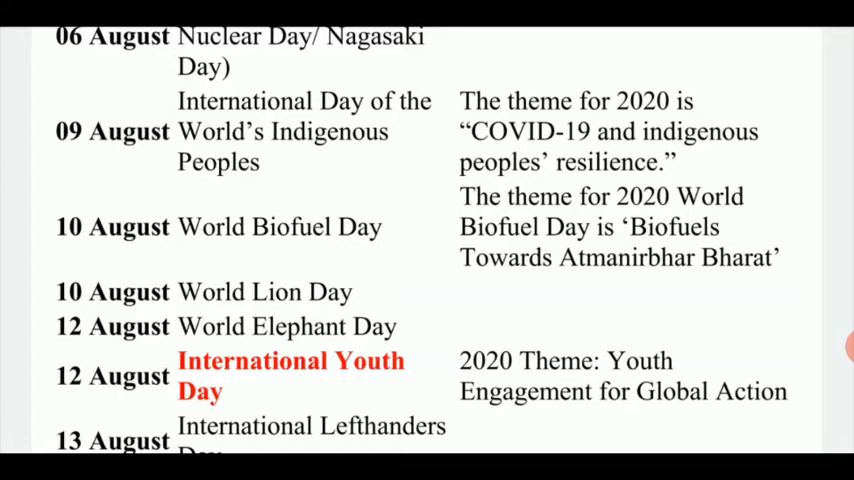 06 August Nuclear Day/ Nagasaki
Day)
International Day of the
09 August World's Indigenous
Peoples
The theme for 2020 is
“COVID-19 and indigenous
peoples’ resilience.”
10 August World Biofuel Day
The theme for 2020 World
Biofuel Day is ‘Biofuels
Towards Atmanirbhar Bharat’
10 August World Lion Day
12 August World Elephant Day
12 August
International Youth
Day
2020 Theme: Youth
Engagement for Global Action
13 August
International Lefthanders